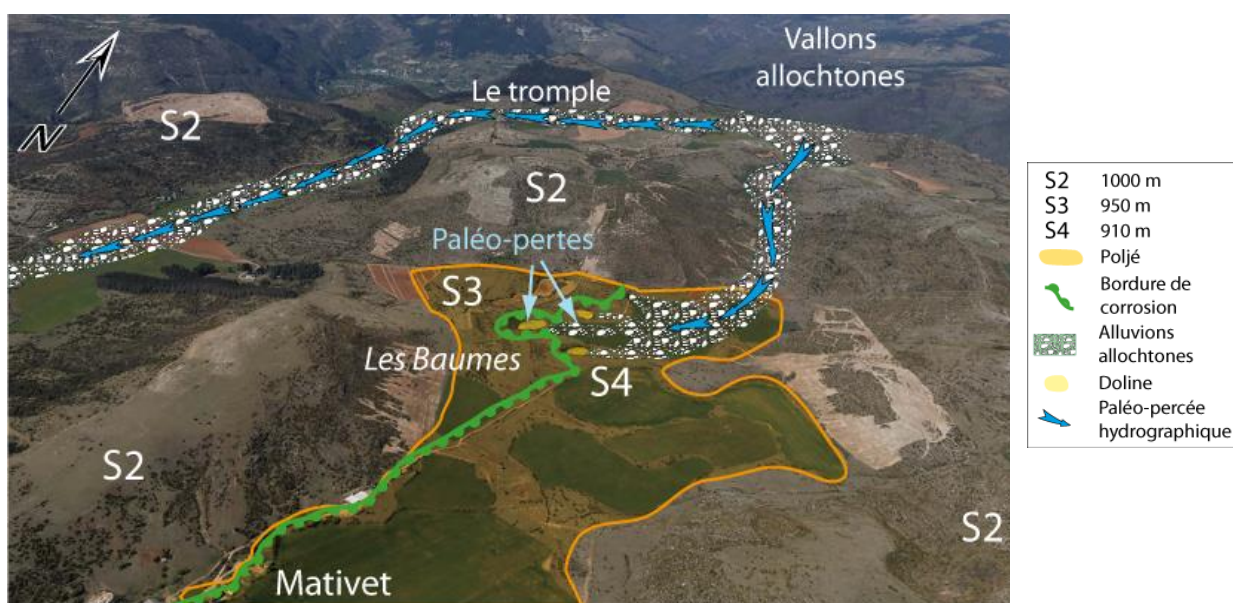 Vallons
allochtones
Le tromple
N
S2
S2
Paléo-pertes
S3
Les Baumes
S4
S2
S2
Mativet
S2 1000 m
S3 950 m
S4 910 m
Poljé
Bordure de
corrosion
Alluvions
allochtones
Doline
Paléo-percée
hydrographique